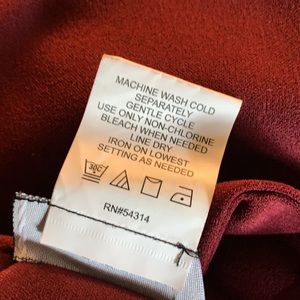 MACHINE WASH COLD
SEPARATELY
GENTLE CYCLE
USE ONLY NON-CHLORINE
BLEACH WHEN NEEDED
LINE DRY
IRON ON LOWEST
SETTING AS NEEDED
30C
RN#54314